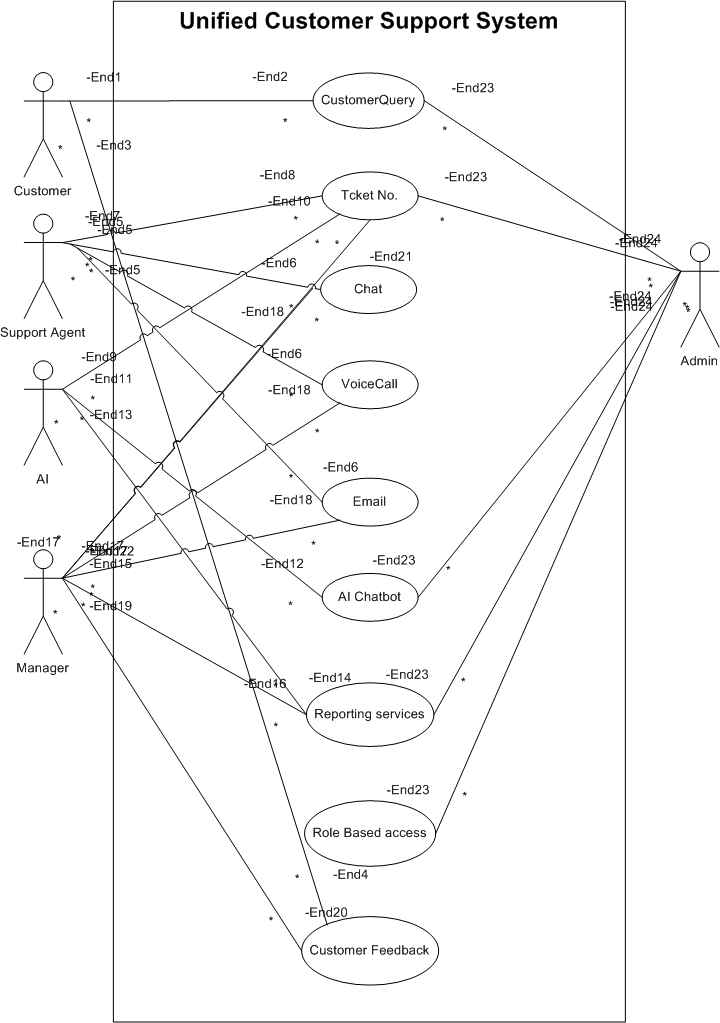 Unified Customer Support System
-End1
-End2
-End23
CustomerQuery
*
*
*
*
-End3
Customer
-End8
-End23
Tcket No.
-End10
-End7
-End5
-End5
*
*
*
*
-End24
-End24
-End21
-End6
-End5
*
*
*
*
*
*
Chat
-End24
-End24
-End24
*
*
-End18
*
*
Support Agent
-End9
-End6
Admin
-End11
VoiceCall
-End18
*
*
-End13
*
*
*
AI
-End6
*
-End18
Email
-End17
*
-End17
-End22
*
-End15
-End12
-End23
*
*
*
AI Chatbot
*
-End19
*
*
Manager
-End16
*
-End14
-End23
*
Reporting services
*
-End23
*
Role Based access
*
-End4
-End20
*
Customer Feedback